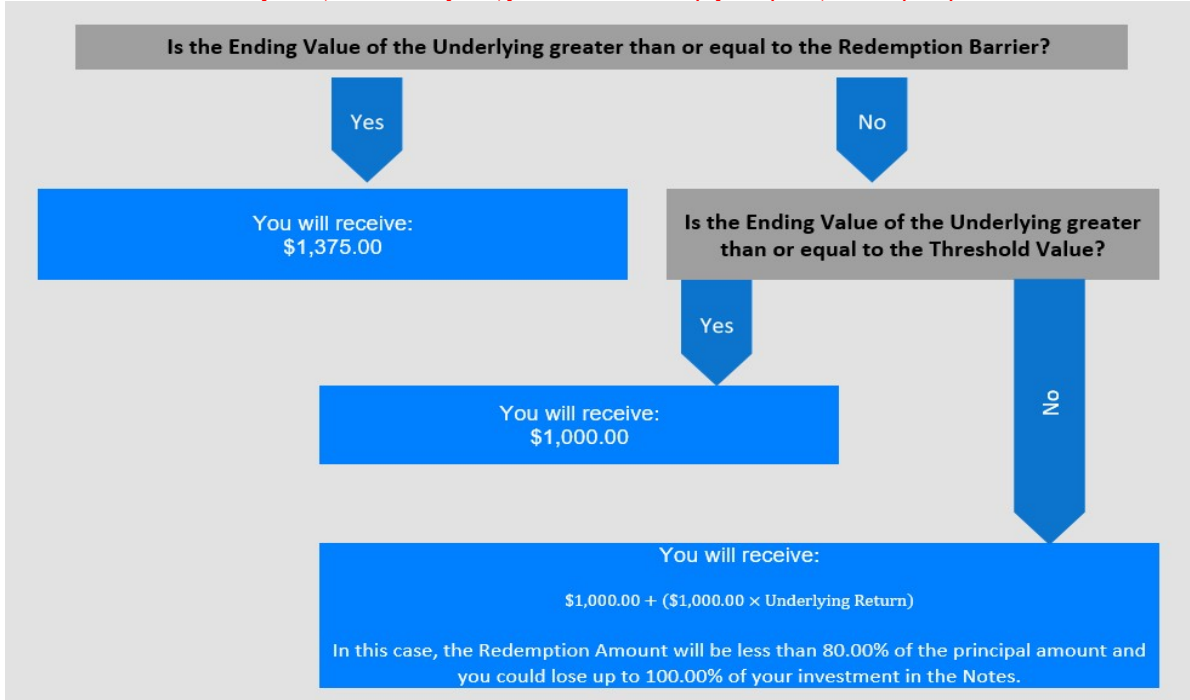 Is the Ending Value of the Underlying greater than or equal to the Redemption Barrier?
Yes
No
You will receive:
$1,375.00
Is the Ending Value of the Underlying greater
than or equal to the Threshold Value?
Yes
No
You will receive:
$1,000.00
You will receive:
$1,000.00 + ($1,000.00 × Underlying Return)
In this case, the Redemption Amount will be less than 80.00% of the principal amount and
you could lose up to 100.00% of your investment in the Notes.